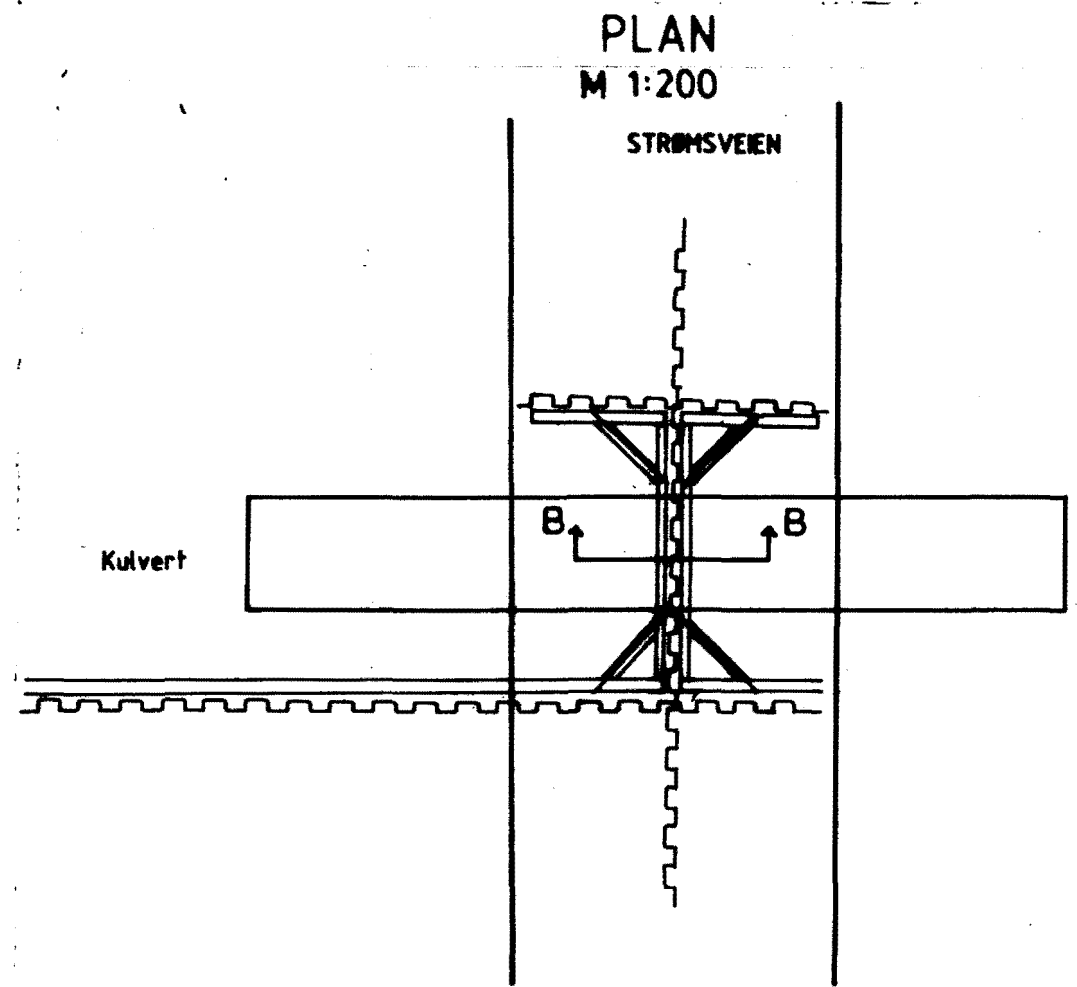 PLAN
M 1:200
STRØMSVEIEN
B B
Kulvert